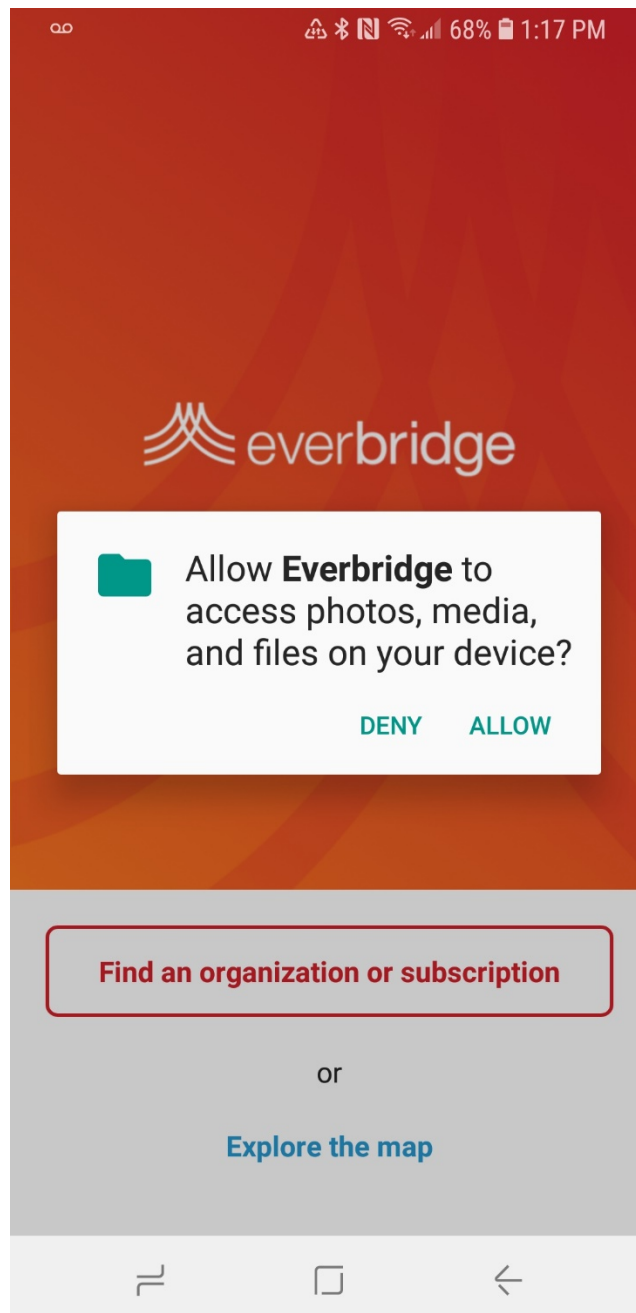 68% 1:17 PM
everbridge
Allow Everbridge to
access photos, media,
and files on your device?
DENY ALLOW
Find an organization or subscription
or
Explore the map